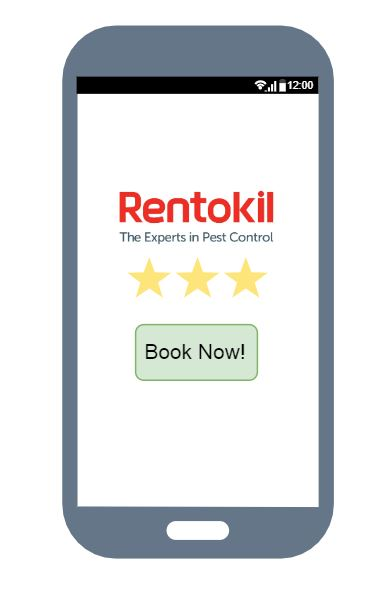 12:00
Rentokil
The Experts in Pest Control
Book Now!